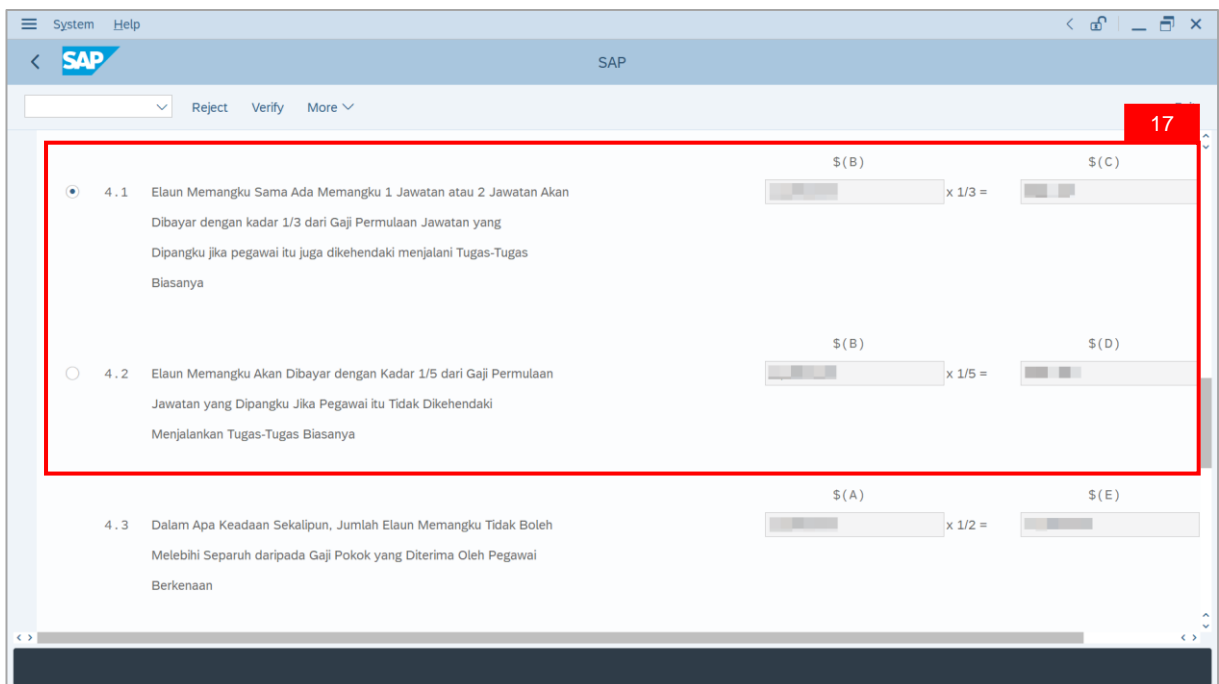 System Help
SAP
SAP
Reject Verify More
17
$(B) $(C)
4.1 Elaun Memangku Sama Ada Memangku 1 Jawatan atau 2 Jawatan Akan x 1/3 =
Dibayar dengan kadar 1/3 dari Gaji Permulaan Jawatan yang
Dipangku jika pegawai itu juga dikehendaki menjalani Tugas-Tugas
Biasanya
$(B) $(D)
4.2 Elaun Memangku Akan Dibayar dengan Kadar 1/5 dari Gaji Permulaan x 1/5 =
Jawatan yang Dipangku Jika Pegawai itu Tidak Dikehendaki
Menjalankan Tugas-Tugas Biasanya
$(A) $(E)
4.3 Dalam Apa Keadaan Sekalipun, Jumlah Elaun Memangku Tidak Boleh x 1/2 =
Melebihi Separuh daripada Gaji Pokok yang Diterima Oleh Pegawai
Berkenaan